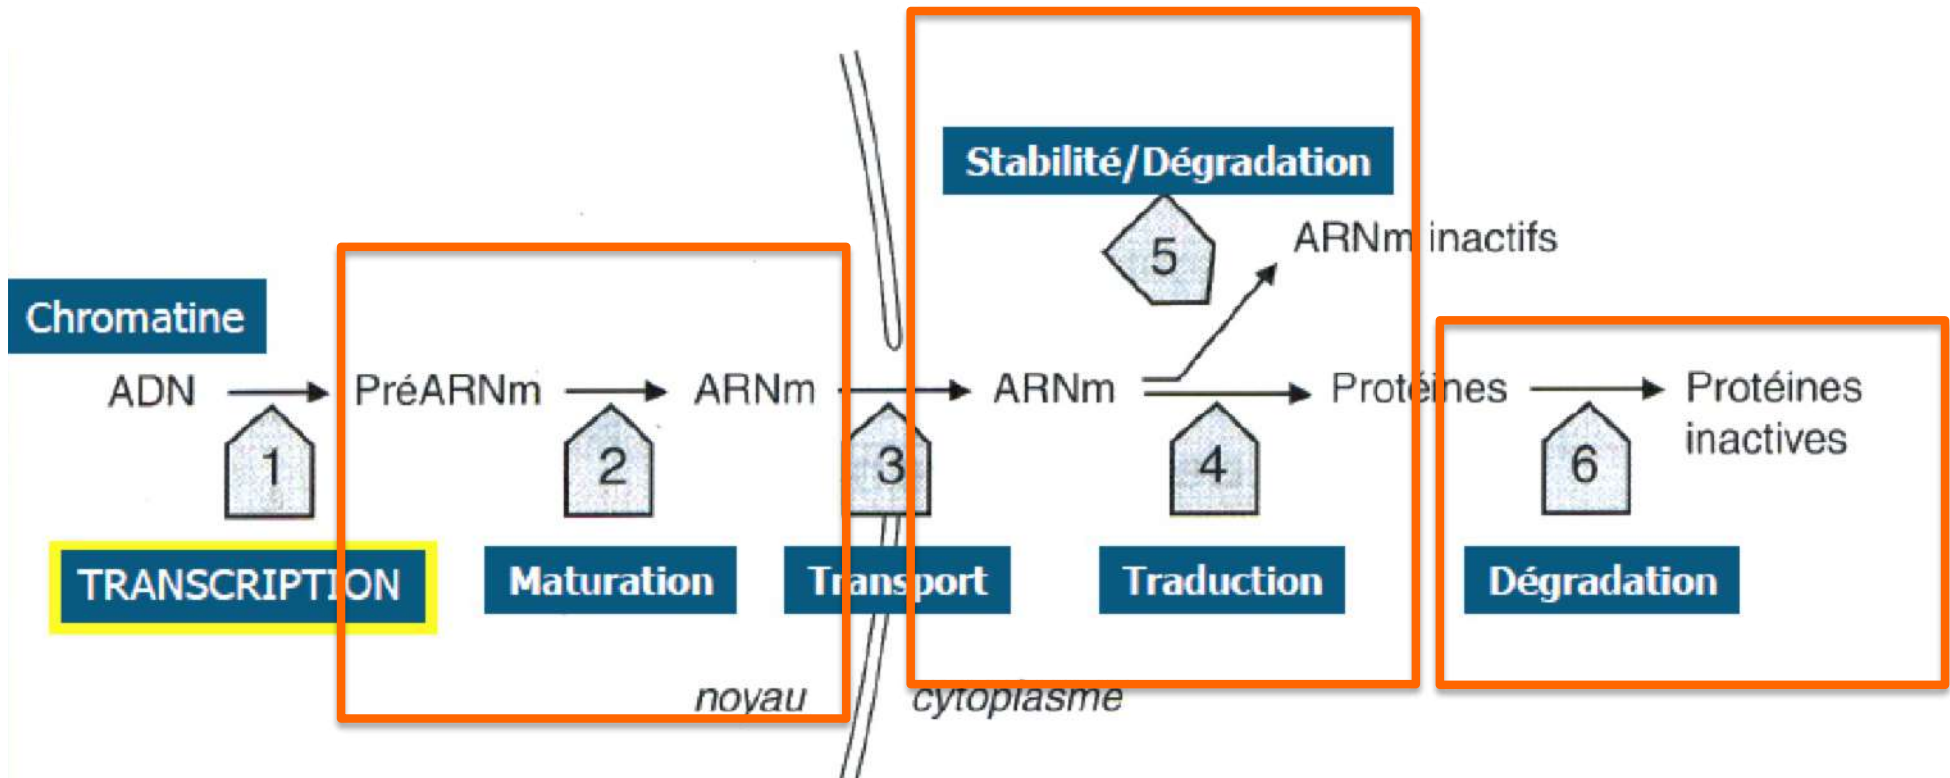 Stabilité/Dégradation
5
ARNm inactifs
Chromatine
ADN
PréARNm
ARNm
ARNm
Protéines
Protéines
inactives
1
2
3
4
6
TRANSCRIPTION
Maturation
Transport
Traduction
Dégradation
noyau
cytoplasme